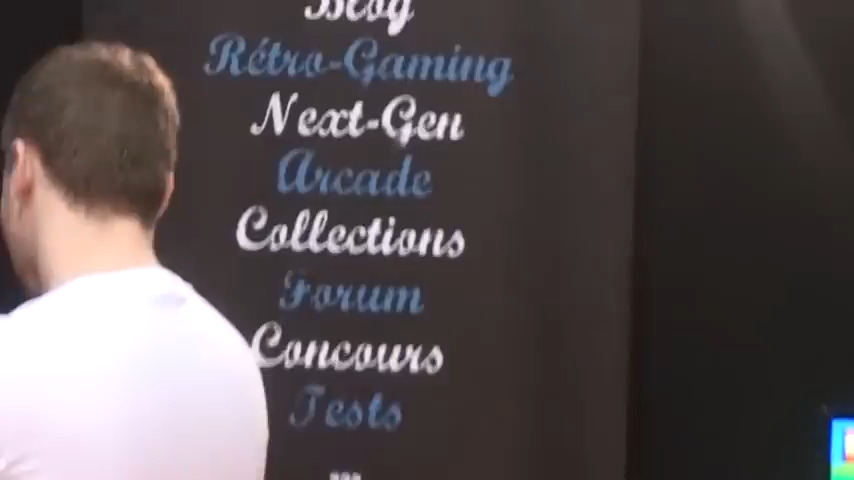 Blog
Rétro-Gaming
Next-Gen
Arcade
Collections
Forum
Concours
Tests
...